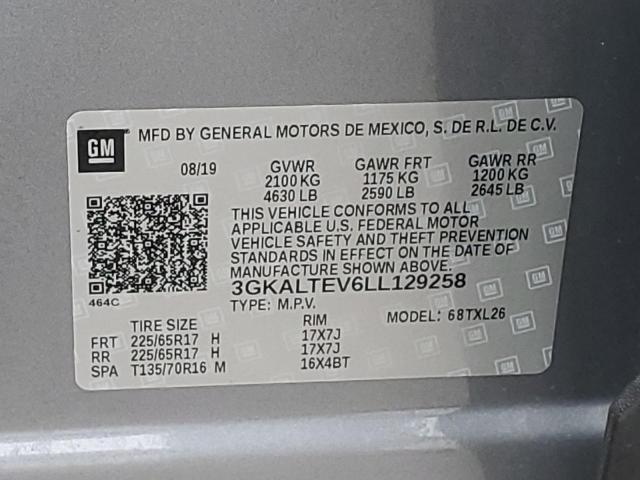 GM
MFD BY GENERAL MOTORS DE MEXICO, S. DE R.L. DE C.V.
08/19 GVWR GAWR FRT GAWR RR
2100 KG 1175 KG 1200 KG
4630 LB 2590 LB 2645 LB
THIS VEHICLE CONFORMS TO ALL
APPLICABLE U.S. FEDERAL MOTOR
VEHICLE SAFETY AND THEFT PREVENTION
STANDARDS IN EFFECT ON THE DATE OF
MANUFACTURE SHOWN ABOVE.
464C
3GKALTEV6LL129258
TYPE: M.P.V. MODEL: 68TXL26
TIRE SIZE RIM
FRT 225/65R17 H 17X7J
RR 225/65R17 H 17X7J
SPA T135/70R16 M 16X4BT